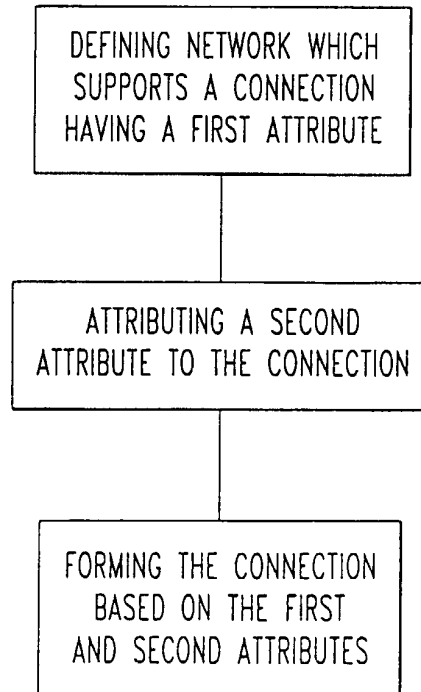 DEFINING NETWORK WHICH
SUPPORTS A CONNECTION
HAVING A FIRST ATTRIBUTE
ATTRIBUTING A SECOND
ATTRIBUTE TO THE CONNECTION
FORMING THE CONNECTION
BASED ON THE FIRST
AND SECOND ATTRIBUTES